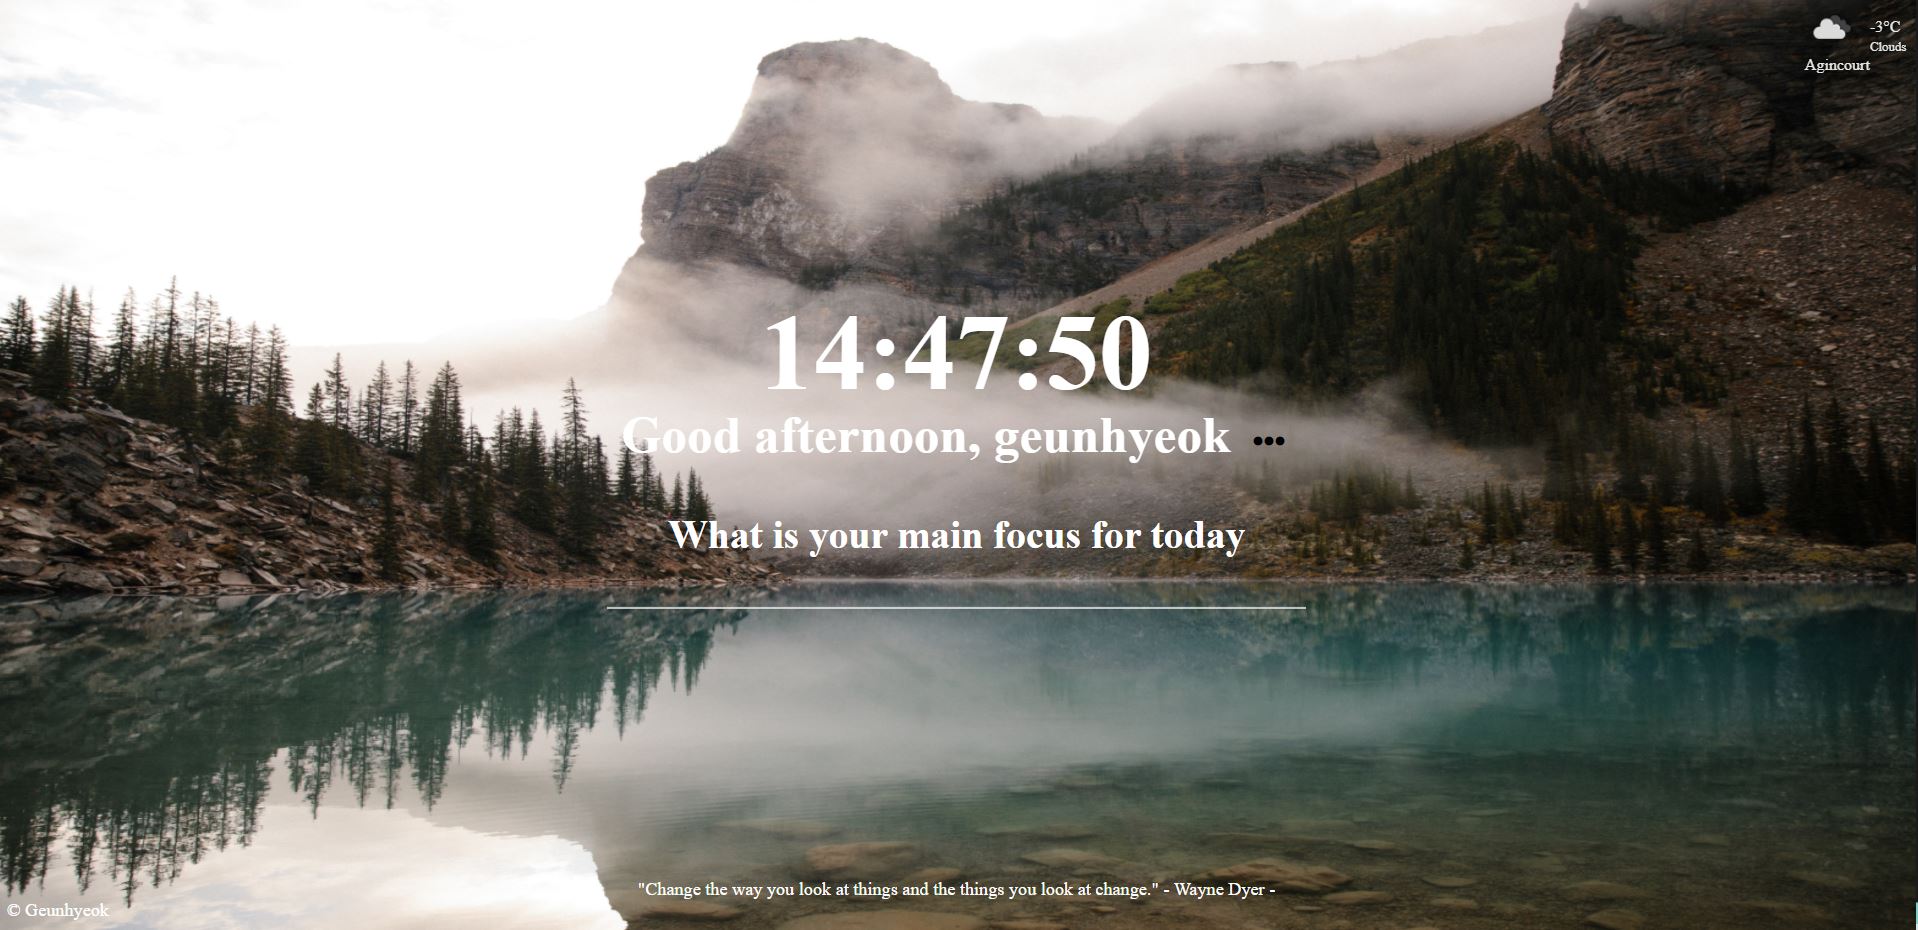 -3°C
Clouds
Agincourt
14:47:50
Good afternoon, geunhyeok •••
What is your main focus for today
"Change the way you look at things and the things you look at change." - Wayne Dyer -
© Geunhyeok